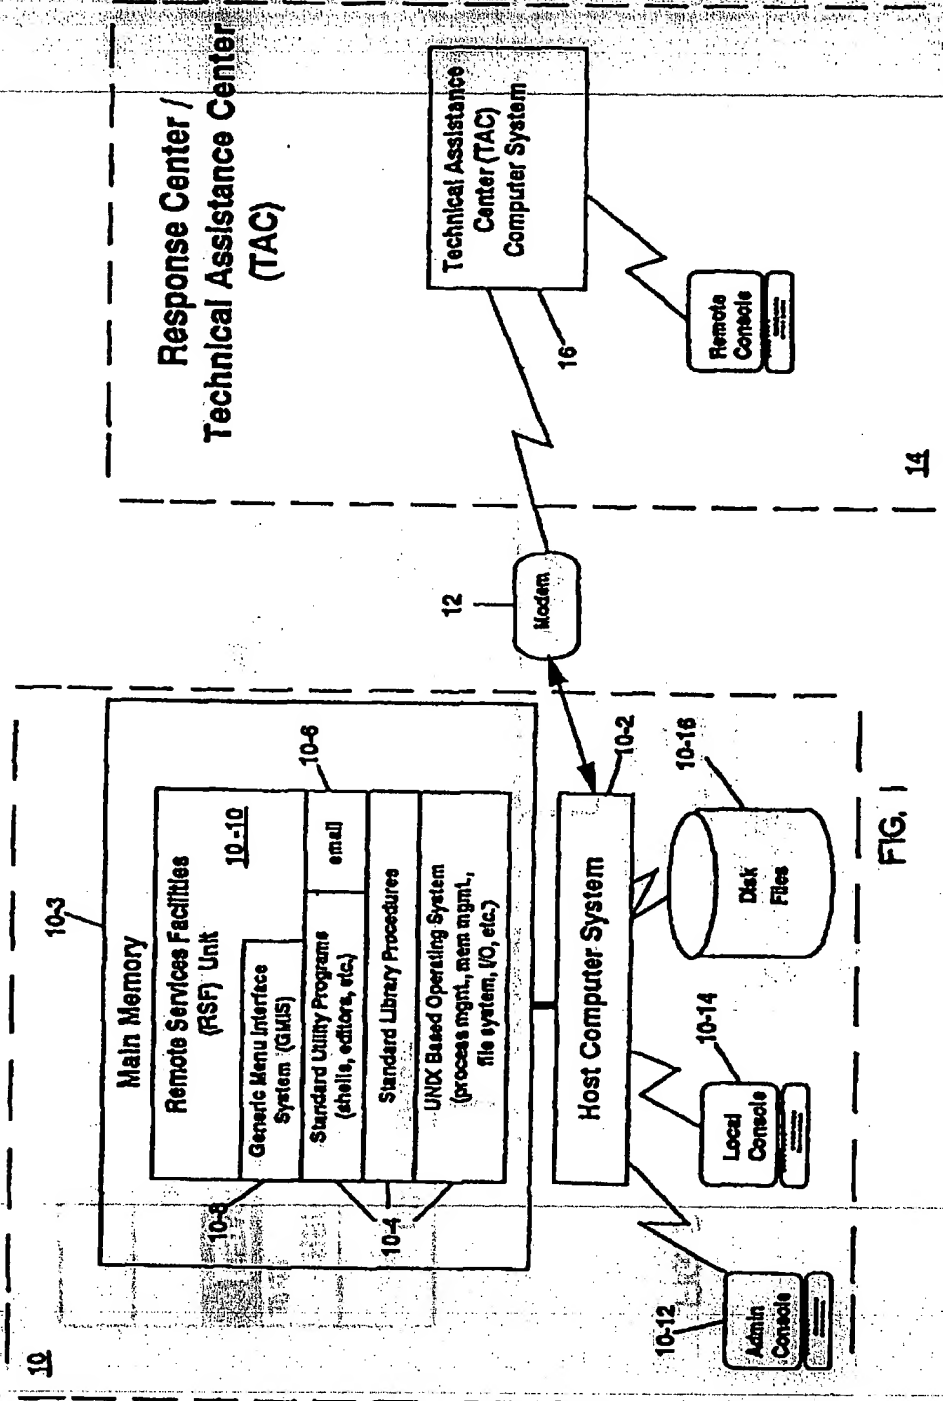 10
10-3
Main Memory
Remote Services Facilities
(RSF) Unit
10-10
Generic Menu Interface
System (GMIS)
10-8
Standard Utility Programs
(shells, editors, etc.)
email
10-6
Standard Library Procedures
UNIX Based Operating System
(process mgmt., mem mgmt.,
file system, I/O, etc.)
10-4
Host Computer System
10-2
10-12
Admin
Console
10-14
Local
Console
10-16
Disk
Files
12
Modem
Response Center /
Technical Assistance Center
(TAC)
Technical Assistance
Center (TAC)
Computer System
16
Remote
Console
14
FIG. 1